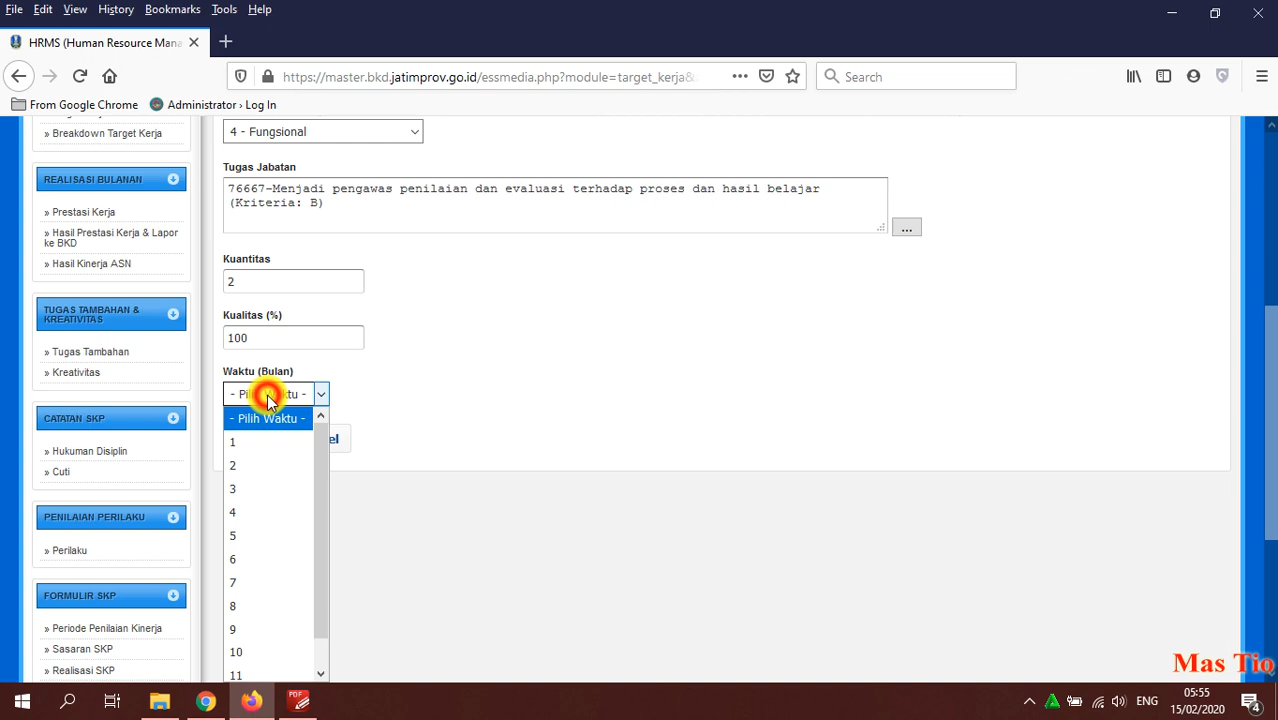 File Edit View History Bookmarks Tools Help
HRMS (Human Resource Mana
https://master.bkd.jatimprov.go.id/essmedia.php?module=target_kerja&
Search
From Google Chrome Administrator › Log In
» Breakdown Target Kerja
REALISASI BULANAN
» Prestasi Kerja
» Hasil Prestasi Kerja & Lapor
ke BKD
» Hasil Kinerja ASN
TUGAS TAMBAHAN &
KREATIVITAS
» Tugas Tambahan
» Kreativitas
CATATAN SKP
» Hukuman Disiplin
» Cuti
PENILAIAN PERILAKU
» Perilaku
FORMULIR SKP
» Periode Penilaian Kinerja
» Sasaran SKP
» Realisasi SKP
4 - Fungsional
Tugas Jabatan
76667-Menjadi pengawas penilaian dan evaluasi terhadap proses dan hasil belajar
(Kriteria: B)
...
Kuantitas
2
Kualitas (%)
100
Waktu (Bulan)
- Pilih Waktu -
- Pilih Waktu -
el
1
2
3
4
5
6
7
8
9
10
11
Mas Tio
PDF
ENG
05:55
15/02/2020
4